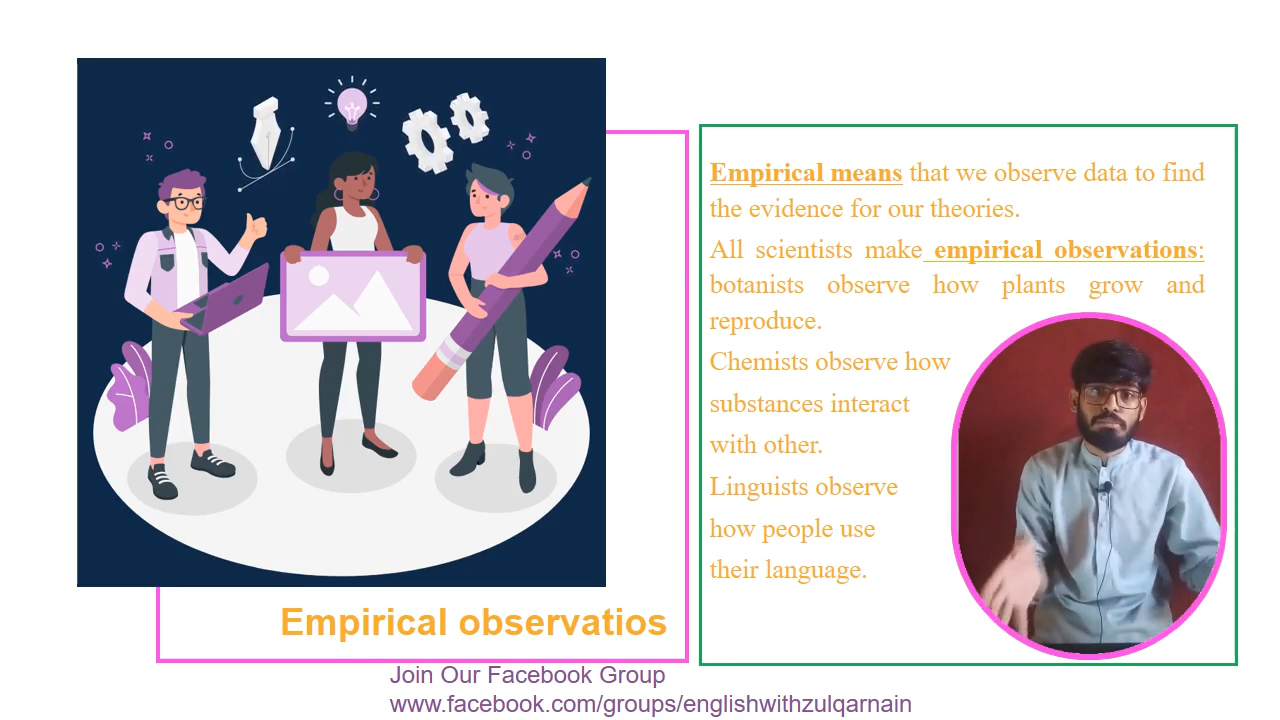 Empirical means that we observe data to find
the evidence for our theories.
All scientists make empirical observations:
botanists observe how plants grow and
reproduce.
Chemists observe how
substances interact
with other.
Linguists observe
how people use
their language.
Empirical observatios
Join Our Facebook Group
www.facebook.com/groups/englishwithzulqarnain